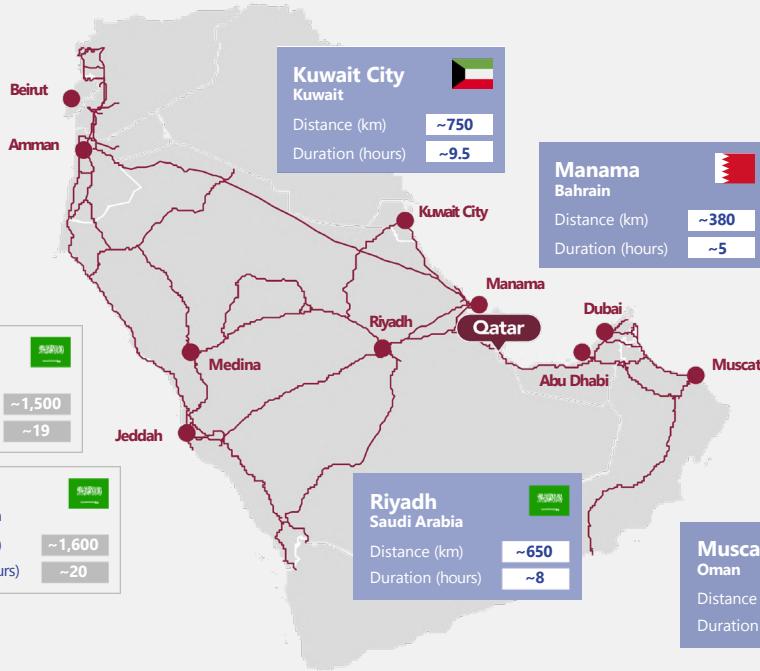 Kuwait City
Kuwait
Distance (km) ~750
Duration (hours) ~9.5
Manama
Bahrain
Distance (km) ~380
Duration (hours) ~5
Beirut
Amman
Kuwait City
Manama
Qatar
Dubai
Riyadh
Medina
Abu Dhabi
Muscat
Jeddah
~1,500
~19
~1,600
~20
Riyadh
Saudi Arabia
Distance (km) ~650
Duration (hours) ~8
Oman
Distance
Duration